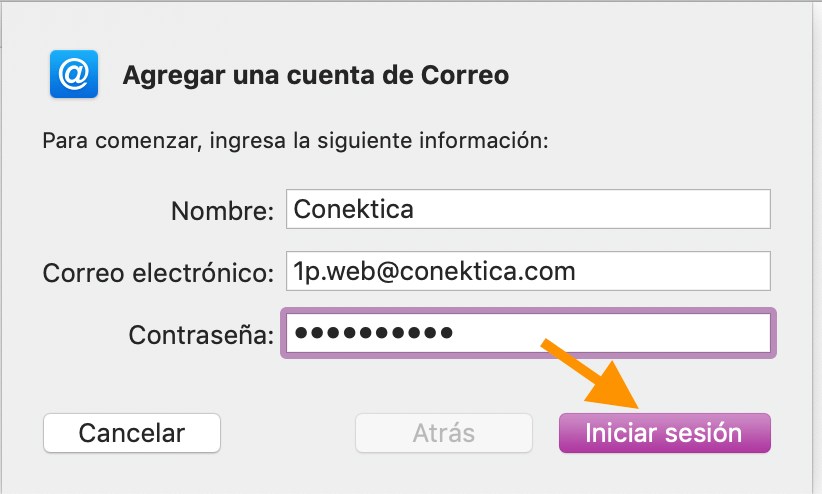 Agregar una cuenta de Correo
Para comenzar, ingresa la siguiente información:
Nombre: Conektica
Correo electrónico: 1p.web@conektica.com
Contraseña: ••••••••••
Cancelar Atrás Iniciar sesión